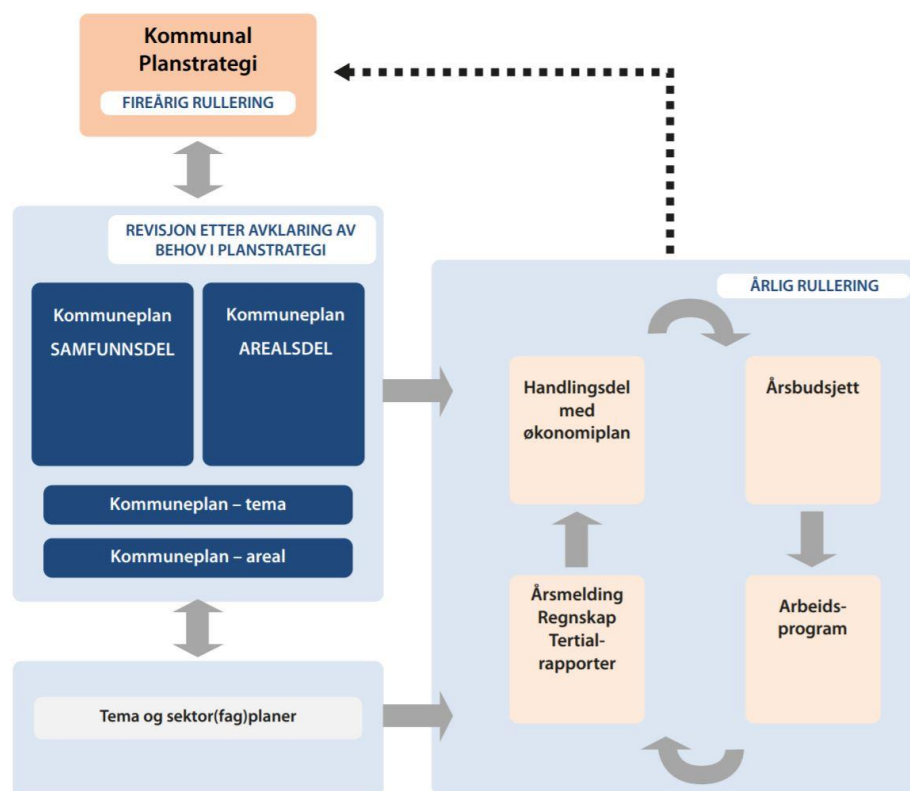 Kommunal
Planstrategi
FIREÅRIG RULLERING
REVISJON ETTER AVKLARING AV
BEHOV I PLANSTRATEGI
Kommuneplan
SAMFUNNSDEL
Kommuneplan
AREALSDEL
Kommuneplan – tema
Kommuneplan – areal
Tema og sektor(fag)planer
ÅRLIG RULLERING
Handlingsdel
med
økonomiplan
Årsbudsjett
Årsmelding
Regnskap
Tertial-
rapporter
Arbeids-
program